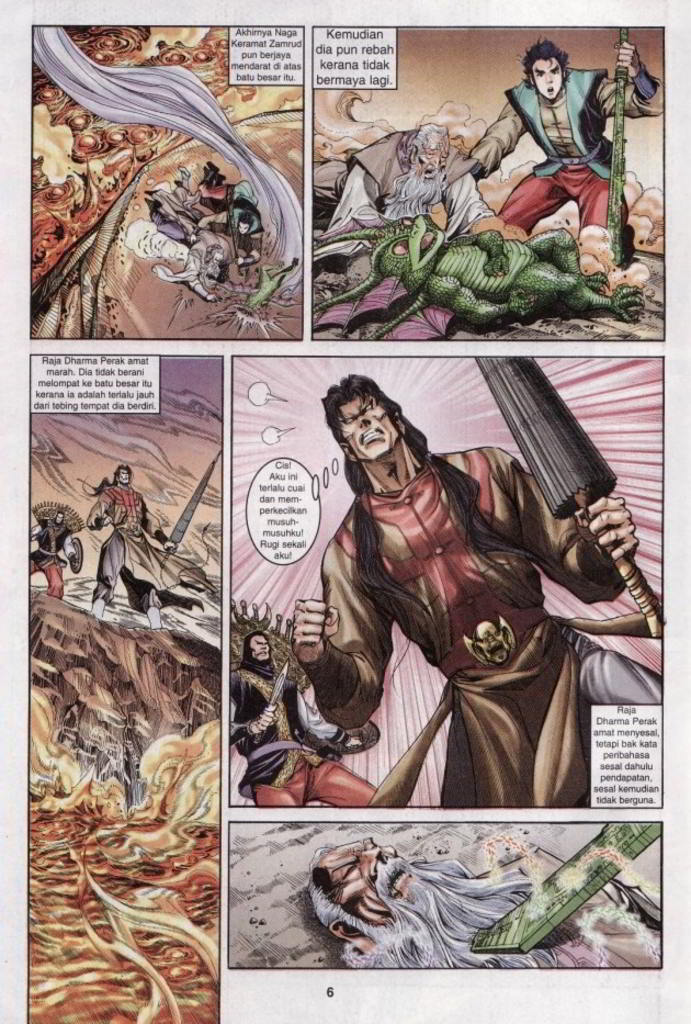 Akhirnya Naga
Keramat Zamrud
pun berjaya
mendarat di atas
batu besar itu.
Kemudian
dia pun rebah
kerana tidak
bermaya lagi.
Raja Dharma Perak amat
marah. Dia tidak berani
melompat ke batu besar itu
kerana ia adalah terlalu jauh
dari tebing tempat dia berdiri.
Cis!
Aku ini
terlalu cuai
dan mem-
perkecilkan
musuh-
musuhku!
Rugi sekali
aku!
Raja
Dharma Perak
amat menyesal,
tetapi bak kata
peribahasa
sesal dahulu
pendapatan,
sesal kemudian
tidak berguna.
6